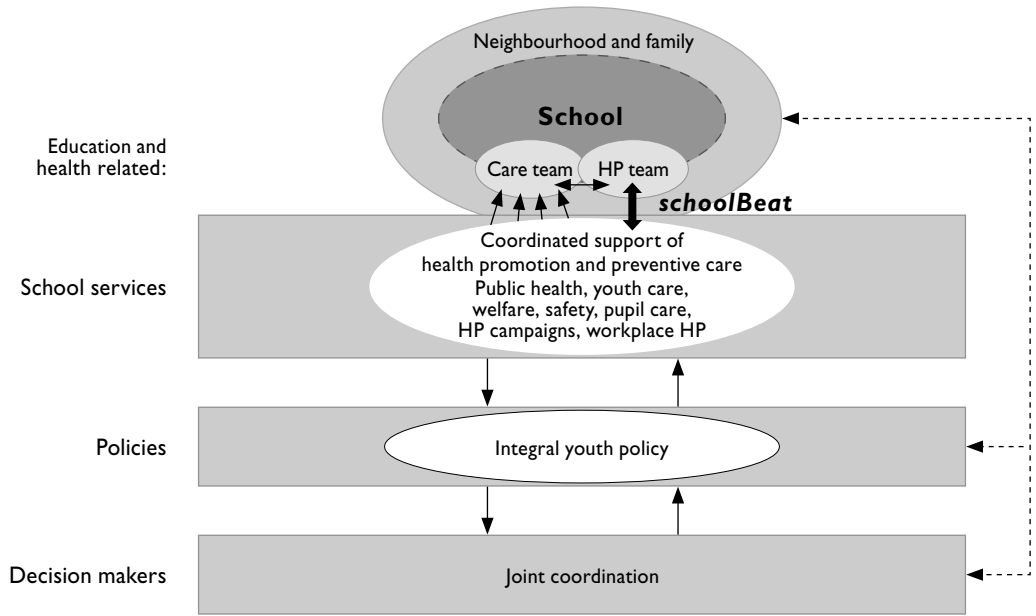 Neighbourhood and family
School
Education and
health related:
Care team
HP team
schoolBeat
School services
Coordinated support of
health promotion and preventive care
Public health, youth care,
welfare, safety, pupil care,
HP campaigns, workplace HP
Policies
Integral youth policy
Decision makers
Joint coordination